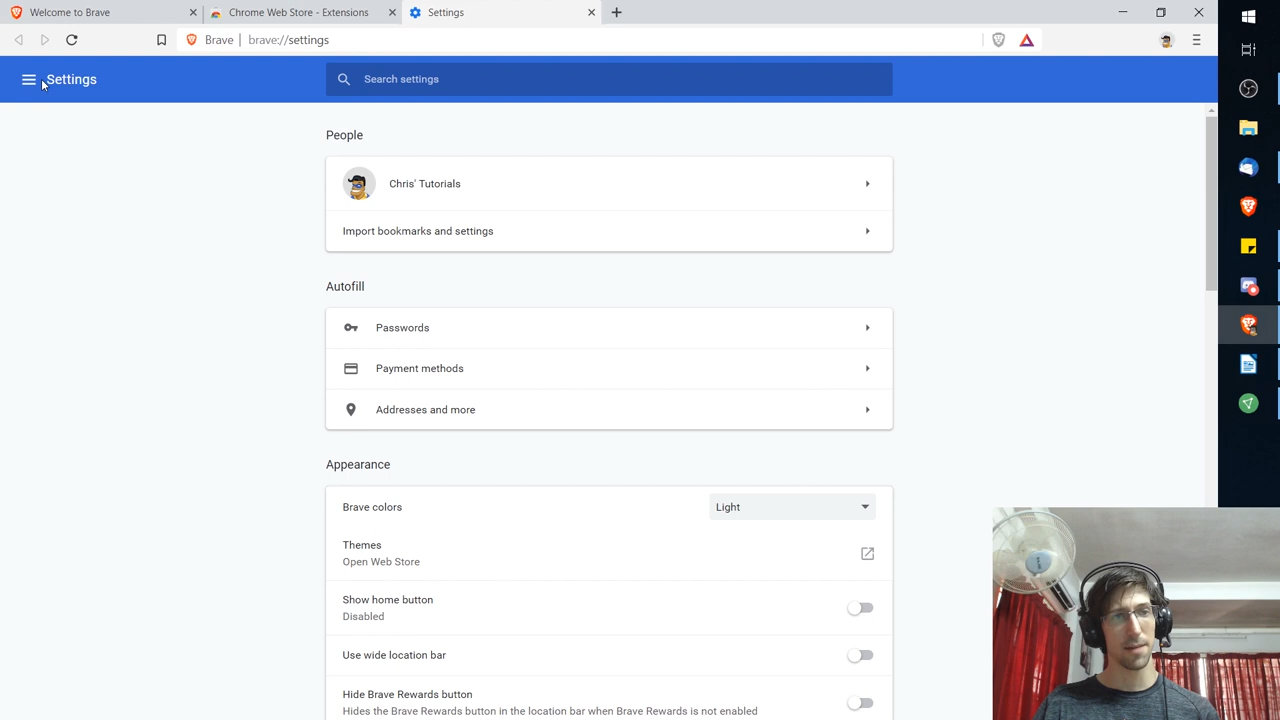 Welcome to Brave
Chrome Web Store - Extensions
Settings
Brave | brave://settings
Settings
Search settings
People
Chris' Tutorials
Import bookmarks and settings
Autofill
Passwords
Payment methods
Addresses and more
Appearance
Brave colors
Light
Themes
Open Web Store
Show home button
Disabled
Use wide location bar
Hide Brave Rewards button
Hides the Brave Rewards button in the location bar when Brave Rewards is not enabled